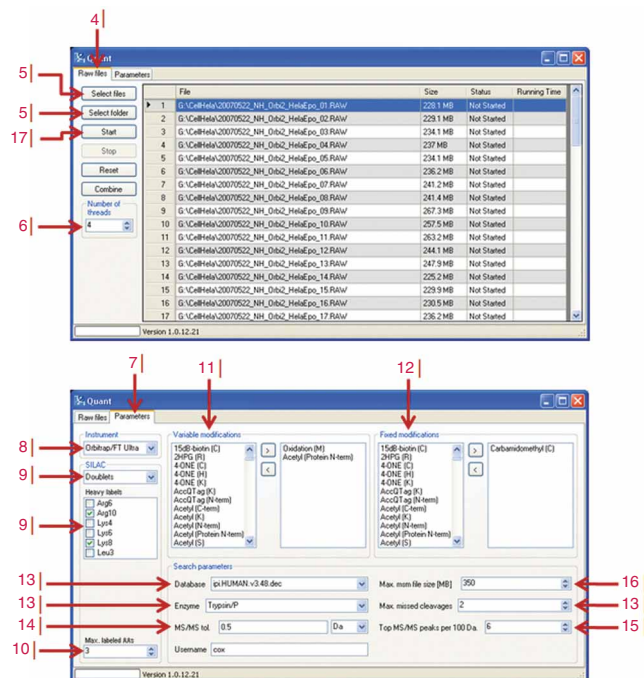 4|
Quant
Raw files Parameters
5| Select files
File Size Status Running Time
1 G:\CellHela\20070522_NH_Orbi2_HelaEpo_01.RAW 228.1 MB Not Started
5| Select folder
2 G:\CellHela\20070522_NH_Orbi2_HelaEpo_02.RAW 229.1 MB Not Started
3 G:\CellHela\20070522_NH_Orbi2_HelaEpo_03.RAW 234.1 MB Not Started
17| Start
4 G:\CellHela\20070522_NH_Orbi2_HelaEpo_04.RAW 237 MB Not Started
Stop
5 G:\CellHela\20070522_NH_Orbi2_HelaEpo_05.RAW 234.1 MB Not Started
6 G:\CellHela\20070522_NH_Orbi2_HelaEpo_06.RAW 236.2 MB Not Started
Reset
7 G:\CellHela\20070522_NH_Orbi2_HelaEpo_07.RAW 241.2 MB Not Started
Combine
8 G:\CellHela\20070522_NH_Orbi2_HelaEpo_08.RAW 241.4 MB Not Started
Number of
threads
9 G:\CellHela\20070522_NH_Orbi2_HelaEpo_09.RAW 267.3 MB Not Started
6| 4
10 G:\CellHela\20070522_NH_Orbi2_HelaEpo_10.RAW 257.5 MB Not Started
11 G:\CellHela\20070522_NH_Orbi2_HelaEpo_11.RAW 263.2 MB Not Started
12 G:\CellHela\20070522_NH_Orbi2_HelaEpo_12.RAW 244.1 MB Not Started
13 G:\CellHela\20070522_NH_Orbi2_HelaEpo_13.RAW 247.9 MB Not Started
14 G:\CellHela\20070522_NH_Orbi2_HelaEpo_14.RAW 225.2 MB Not Started
15 G:\CellHela\20070522_NH_Orbi2_HelaEpo_15.RAW 229.9 MB Not Started
16 G:\CellHela\20070522_NH_Orbi2_HelaEpo_16.RAW 230.5 MB Not Started
17 G:\CellHela\20070522_NH_Orbi2_HelaEpo_17.RAW 236.2 MB Not Started
Version 1.0.12.21
7| 11| 12|
Quant
Raw files Parameters
Instrument
8| Orbitrap/FT Ultra
SILAC
9| Doublets
Heavy labels
9|
Arg6
Arg10
Lys4
Lys6
Lys8
Leu3
Max. labeled AAs
10| 3
Variable modifications
15dB-biotin (C)
2HPG (R)
4-ONE (C)
4-ONE (H)
4-ONE (K)
AccQTag (K)
AccQTag (N-term)
Acetyl (C-term)
Acetyl (K)
Acetyl (N-term)
Acetyl (Protein N-term)
Acetyl (S)
>
<
Oxidation (M)
Acetyl (Protein N-term)
Fixed modifications
15dB-biotin (C)
2HPG (R)
4-ONE (C)
4-ONE (H)
4-ONE (K)
AccQTag (K)
AccQTag (N-term)
Acetyl (C-term)
Acetyl (K)
Acetyl (N-term)
Acetyl (Protein N-term)
Acetyl (S)
>
<
Carbamidomethyl (C)
Search parameters
13| Database ipi.HUMAN.v3.48.dec Max. msm file size [MB] 350 16
13| Enzyme Trypsin/P Max. missed cleavages 2 13
14| MS/MS tol. 0.5 Da Top MS/MS peaks per 100 Da. 6 15
Username cox
Version 1.0.12.21